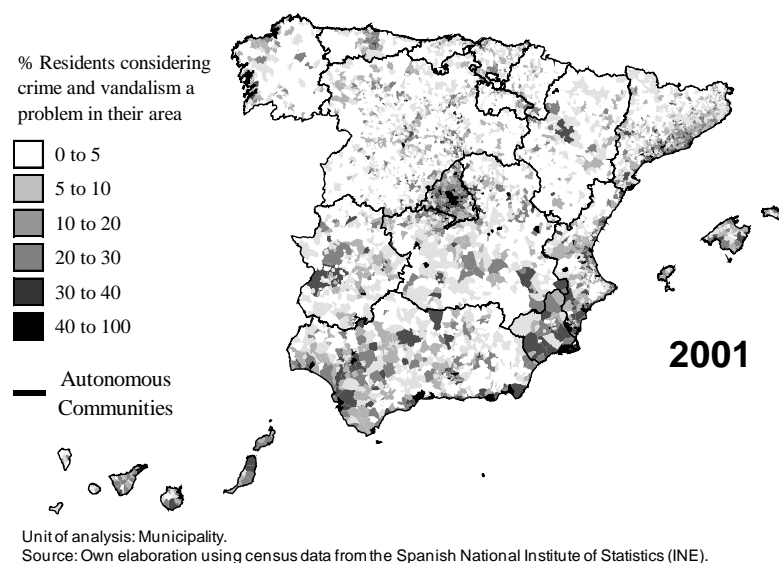 % Residents considering
crime and vandalism a
problem in their area
0 to 5
5 to 10
10 to 20
20 to 30
30 to 40
40 to 100
Autonomous
Communities
2001
Unit of analysis: Municipality.
Source: Own elaboration using census data from the Spanish National Institute of Statistics (INE).